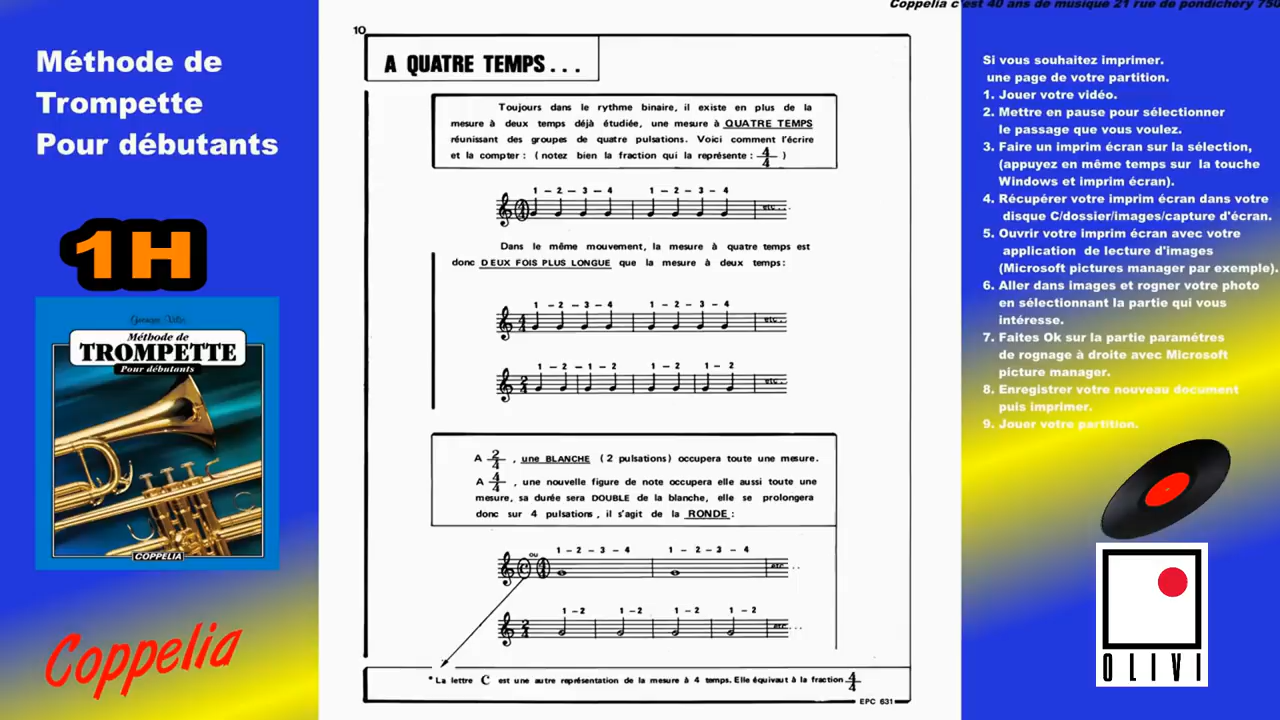 Coppelia c'est 40 ans de musique 21 rue de pondichery 750
Méthode de
Trompette
Pour débutants
1H
Méthode de
TROMPETTE
Pour débutants
COPPELIA
Coppelia
10
A QUATRE TEMPS...
Toujours dans le rythme binaire, il existe en plus de la
mesure à deux temps déjà étudiée, une mesure à QUATRE TEMPS
réunissant des groupes de quatre pulsations. Voici comment l'écrire
et la compter : ( notez bien la fraction qui la représente : 4/4 )
1 – 2 – 3 – 4 1 – 2 – 3 – 4
4/4 etc...
Dans le même mouvement, la mesure à quatre temps est
donc DEUX FOIS PLUS LONGUE que la mesure à deux temps :
1 – 2 – 3 – 4 1 – 2 – 3 – 4
4/4 etc...
1 – 2 – 1 – 2 1 – 2 1 – 2
2/4 etc...
A 2/4 , une BLANCHE ( 2 pulsations) occupera toute une mesure.
A 4/4 , une nouvelle figure de note occupera elle aussi toute une
mesure, sa durée sera DOUBLE de la blanche, elle se prolongera
donc sur 4 pulsations , il s'agit de la RONDE :
1 – 2 – 3 – 4 1 – 2 – 3 – 4
ou
C 4/4 etc...
1 – 2 1 – 2 1 – 2 1 – 2
2/4 etc...
* La lettre C est une autre représentation de la mesure à 4 temps. Elle équivaut à la fraction 4/4
EPC 631
Si vous souhaitez imprimer.
une page de votre partition.
1. Jouer votre vidéo.
2. Mettre en pause pour sélectionner
le passage que vous voulez.
3. Faire un imprim écran sur la sélection,
(appuyez en même temps sur la touche
Windows et imprim écran).
4. Récupérer votre imprim écran dans votre
disque C/dossier/images/capture d'écran.
5. Ouvrir votre imprim écran avec votre
application de lecture d'images
(Microsoft pictures manager par exemple).
6. Aller dans images et rogner votre photo
en sélectionnant la partie qui vous
intéresse.
7. Faites Ok sur la partie paramétres
de rognage à droite avec Microsoft
picture manager.
8. Enregistrer votre nouveau document
puis imprimer.
9. Jouer votre partition.
OLIVI